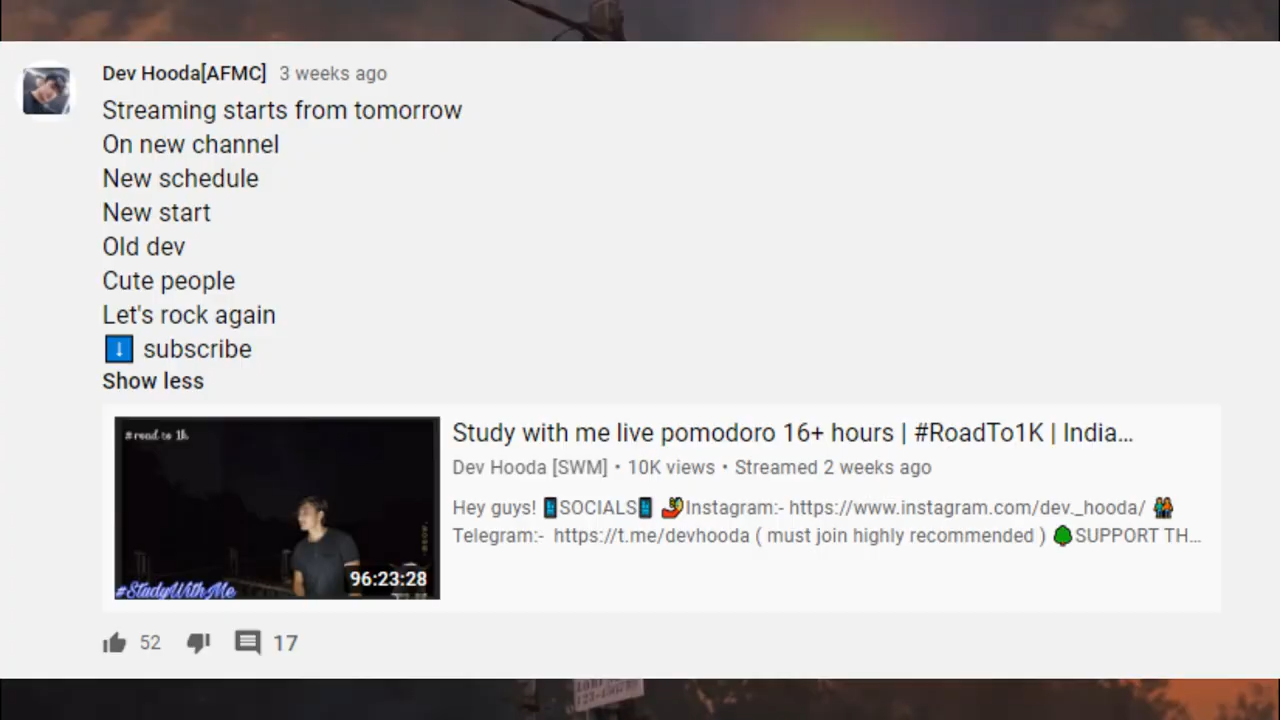 Dev Hooda[AFMC] 3 weeks ago
Streaming starts from tomorrow
On new channel
New schedule
New start
Old dev
Cute people
Let's rock again
⬇️ subscribe
Show less
#road to 1k
#StudyWithMe
96:23:28
Study with me live pomodoro 16+ hours | #RoadTo1K | India...
Dev Hooda [SWM] • 10K views • Streamed 2 weeks ago
Hey guys! 📱SOCIALS📱 🤳Instagram:- https://www.instagram.com/dev._hooda/ 👫
Telegram:- https://t.me/devhooda ( must join highly recommended ) 🌳SUPPORT TH...
52 17